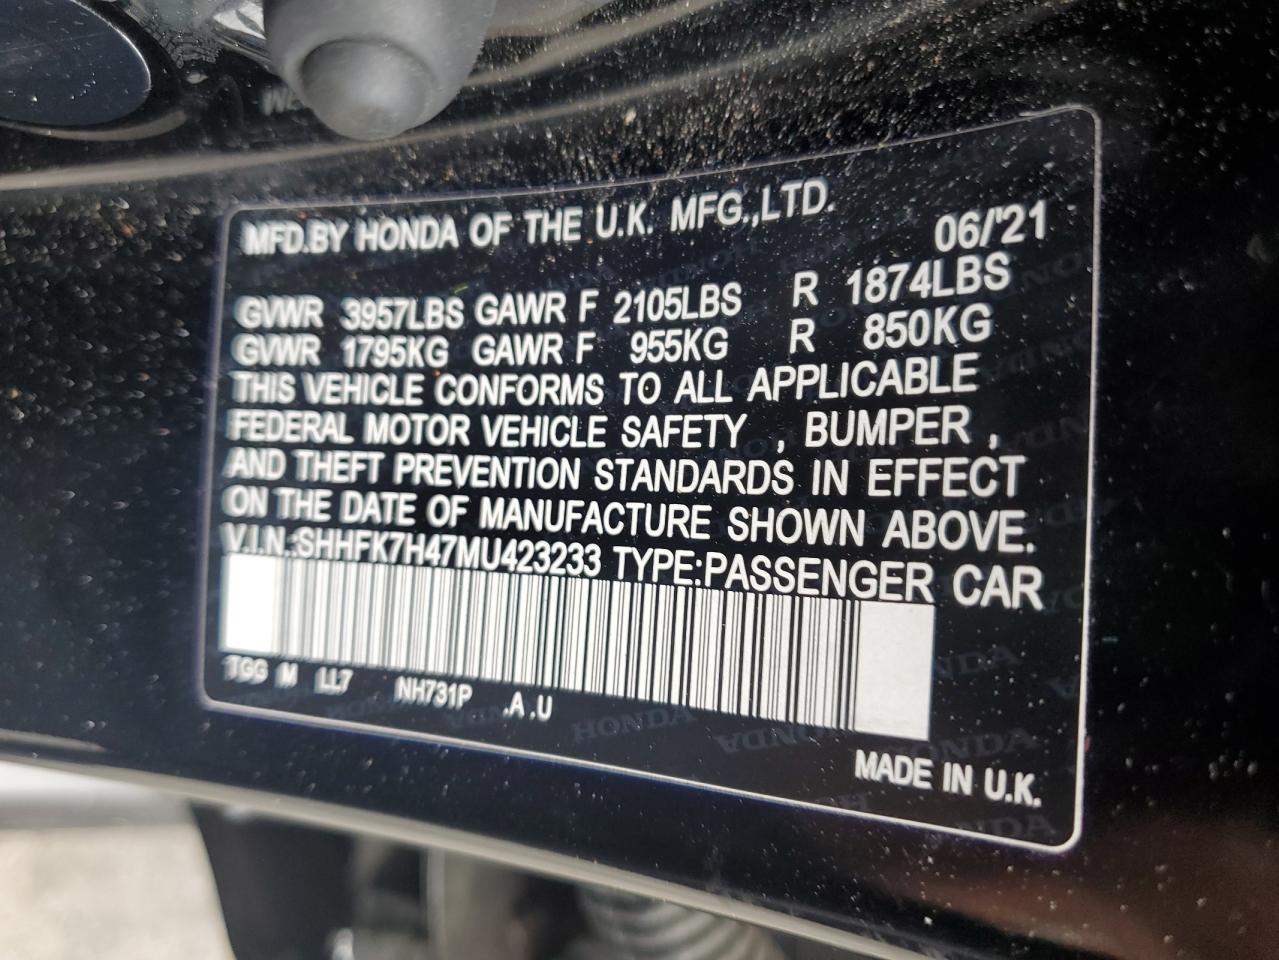 MFD.BY HONDA OF THE U.K. MFG.,LTD.
06/'21
GVWR 3957LBS GAWR F 2105LBS R 1874LBS
GVWR 1795KG GAWR F 955KG R 850KG
THIS VEHICLE CONFORMS TO ALL APPLICABLE
FEDERAL MOTOR VEHICLE SAFETY , BUMPER ,
AND THEFT PREVENTION STANDARDS IN EFFECT
ON THE DATE OF MANUFACTURE SHOWN ABOVE.
V.I.N.:SHHFK7H47MU423233 TYPE:PASSENGER CAR
TGG M LL7 NH731P .A .U
HONDA
MADE IN U.K.